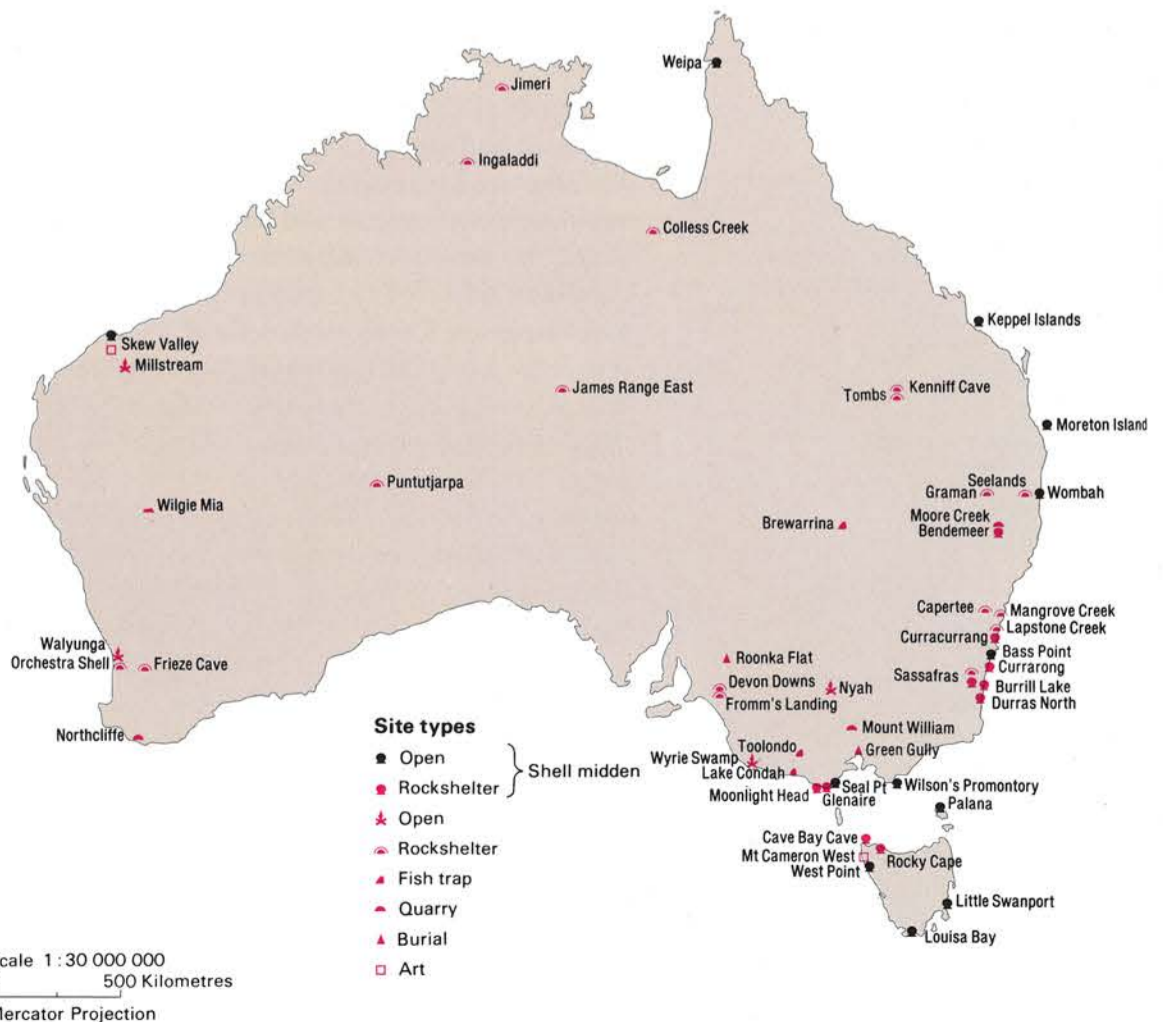 Weipa
Jimeri
Ingaladdi
Colless Creek
Keppel Islands
Skew Valley
Millstream
James Range East
Tombs
Kenniff Cave
Moreton Island
Puntutjarpa
Seelands
Graman
Wombah
Wilgie Mia
Moore Creek
Brewarrina
Bendemeer
Capertee
Mangrove Creek
Lapstone Creek
Curracurrang
Walyunga
Bass Point
Orchestra Shell
Frieze Cave
Roonka Flat
Currarong
Sassafras
Devon Downs
Nyah
Burrill Lake
Fromm's Landing
Durras North
Northcliffe
Mount William
Toolondo
Green Gully
Wyrie Swamp
Lake Condah
Seal Pt
Wilson's Promontory
Moonlight Head
Glenaire
Palana
Cave Bay Cave
Mt Cameron West
Rocky Cape
West Point
Little Swanport
Louisa Bay
Site types
Open
Shell midden
Rockshelter
Open
Rockshelter
Fish trap
Quarry
Burial
Art
cale 1:30 000 000
500 Kilometres
Mercator Projection